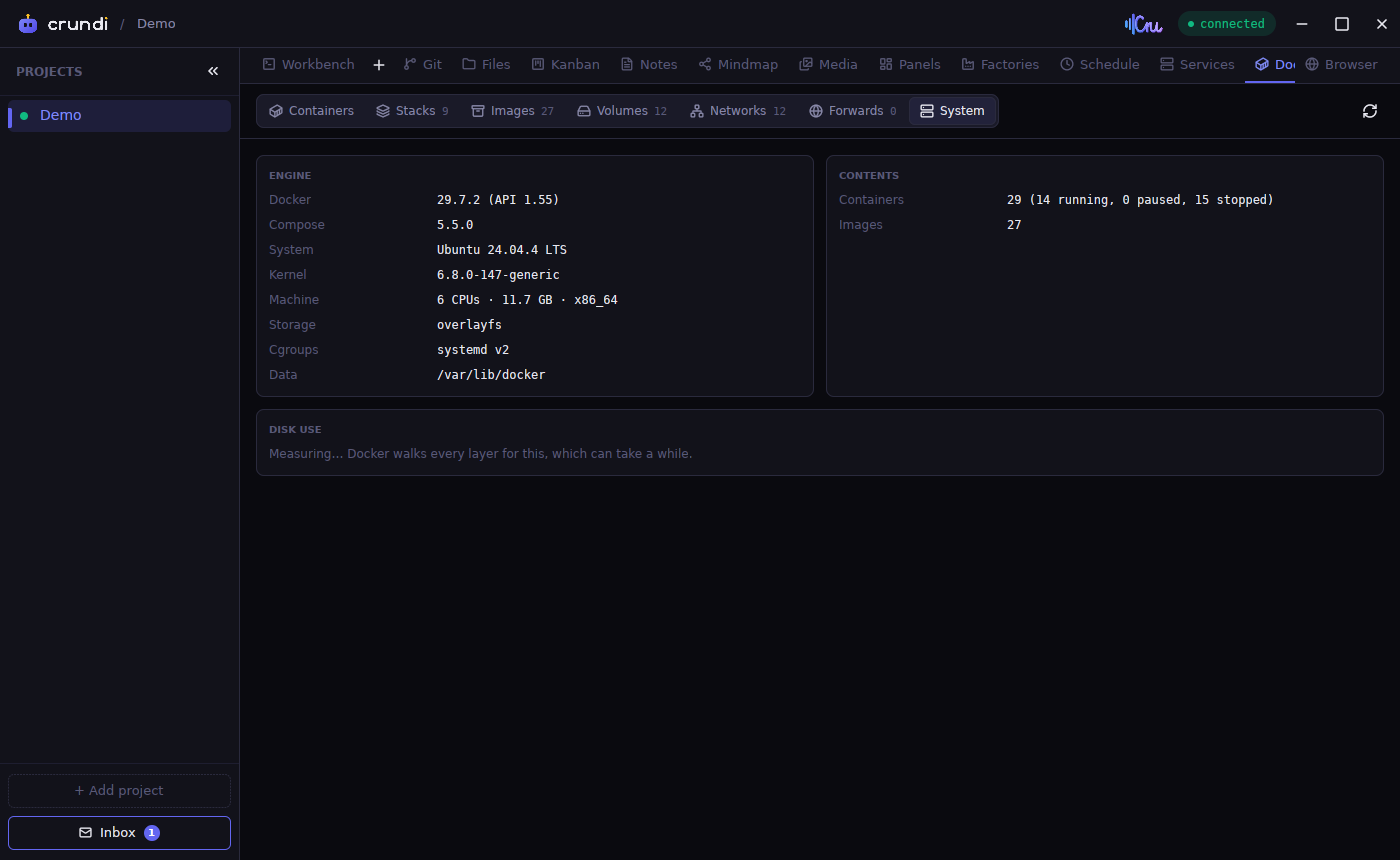 crundi / Demo
Cru
connected
PROJECTS
Demo
+ Add project
Inbox 1
Workbench + Git Files Kanban Notes Mindmap Media Panels Factories Schedule Services Doc Browser
Containers Stacks 9 Images 27 Volumes 12 Networks 12 Forwards 0 System
ENGINE
Docker 29.7.2 (API 1.55)
Compose 5.5.0
System Ubuntu 24.04.4 LTS
Kernel 6.8.0-147-generic
Machine 6 CPUs · 11.7 GB · x86_64
Storage overlayfs
Cgroups systemd v2
Data /var/lib/docker
CONTENTS
Containers 29 (14 running, 0 paused, 15 stopped)
Images 27
DISK USE
Measuring… Docker walks every layer for this, which can take a while.